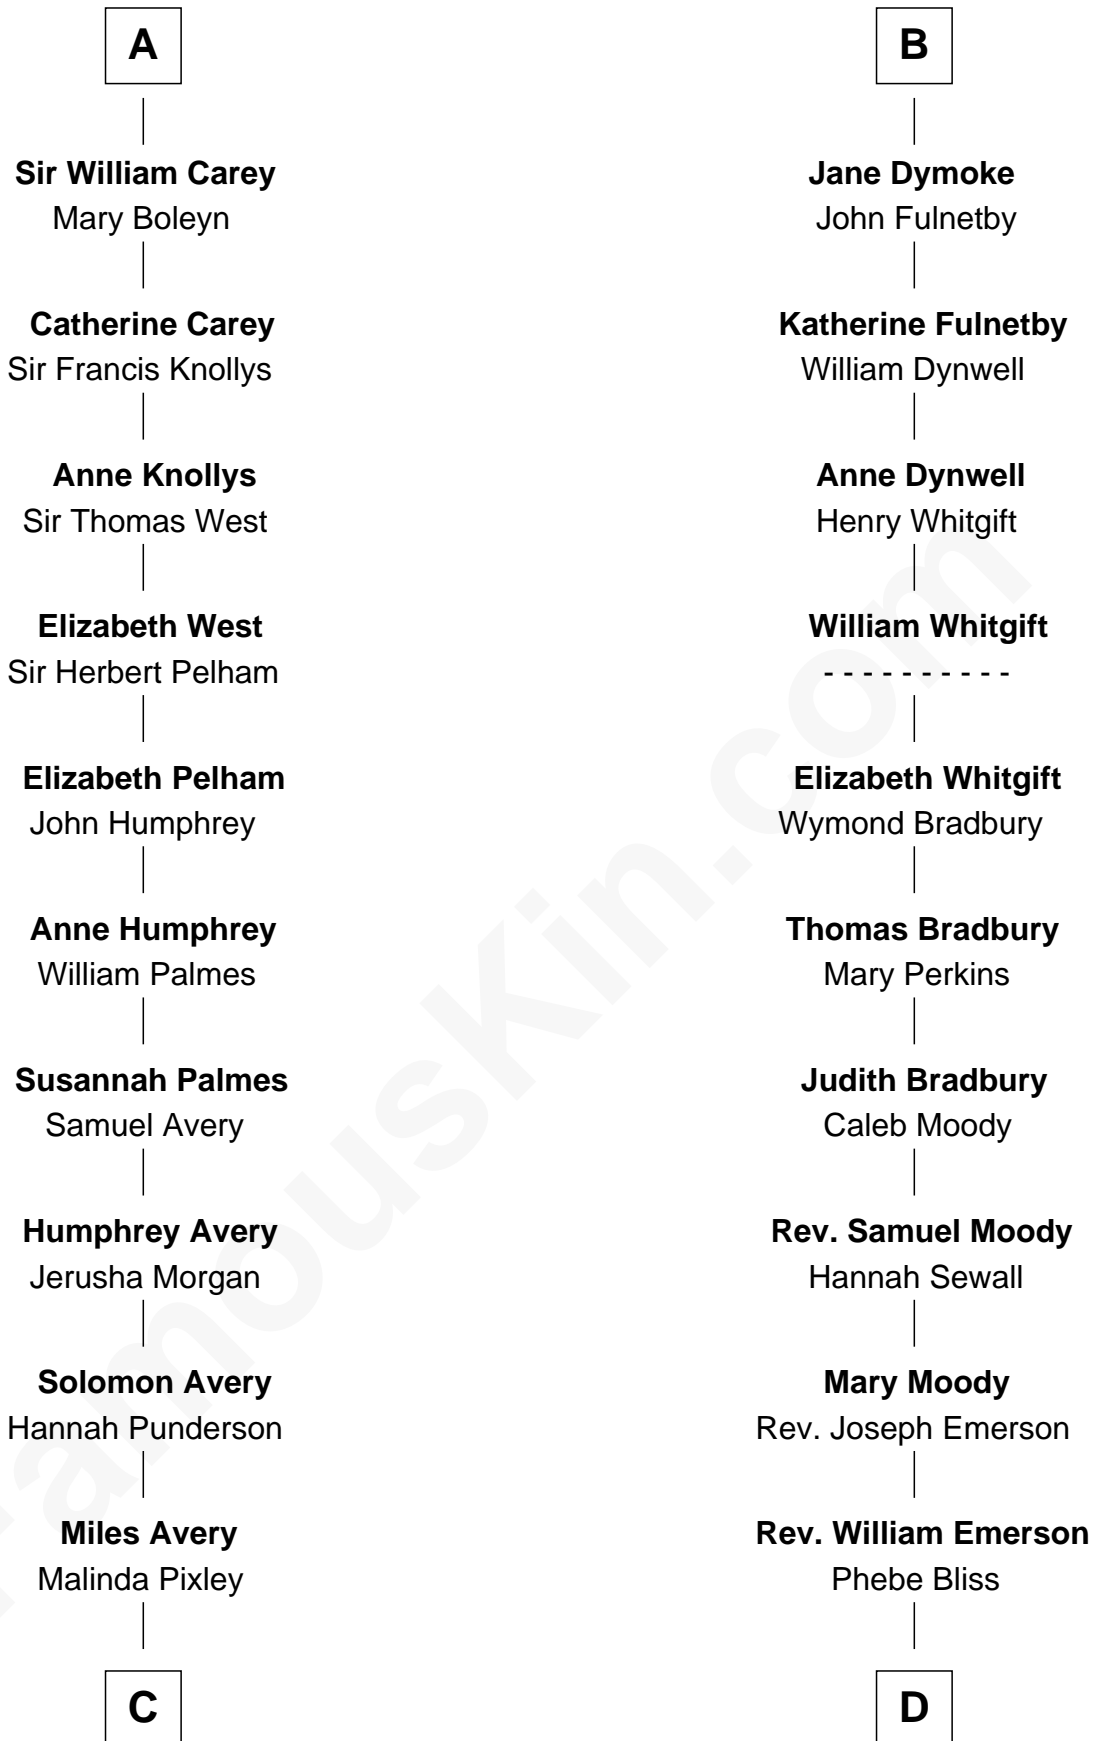 A
Sir William Carey
Mary Boleyn
Catherine Carey
Sir Francis Knollys
Anne Knollys
Sir Thomas West
Elizabeth West
Sir Herbert Pelham
Elizabeth Pelham
John Humphrey
Anne Humphrey
William Palmes
Susannah Palmes
Samuel Avery
Humphrey Avery
Jerusha Morgan
Solomon Avery
Hannah Punderson
Miles Avery
Malinda Pixley
C
B
Jane Dymoke
John Fulnetby
Katherine Fulnetby
William Dynwell
Anne Dynwell
Henry Whitgift
William Whitgift
- - - - - - - - - -
Elizabeth Whitgift
Wymond Bradbury
Thomas Bradbury
Mary Perkins
Judith Bradbury
Caleb Moody
Rev. Samuel Moody
Hannah Sewall
Mary Moody
Rev. Joseph Emerson
Rev. William Emerson
Phebe Bliss
D
FamousKin.com